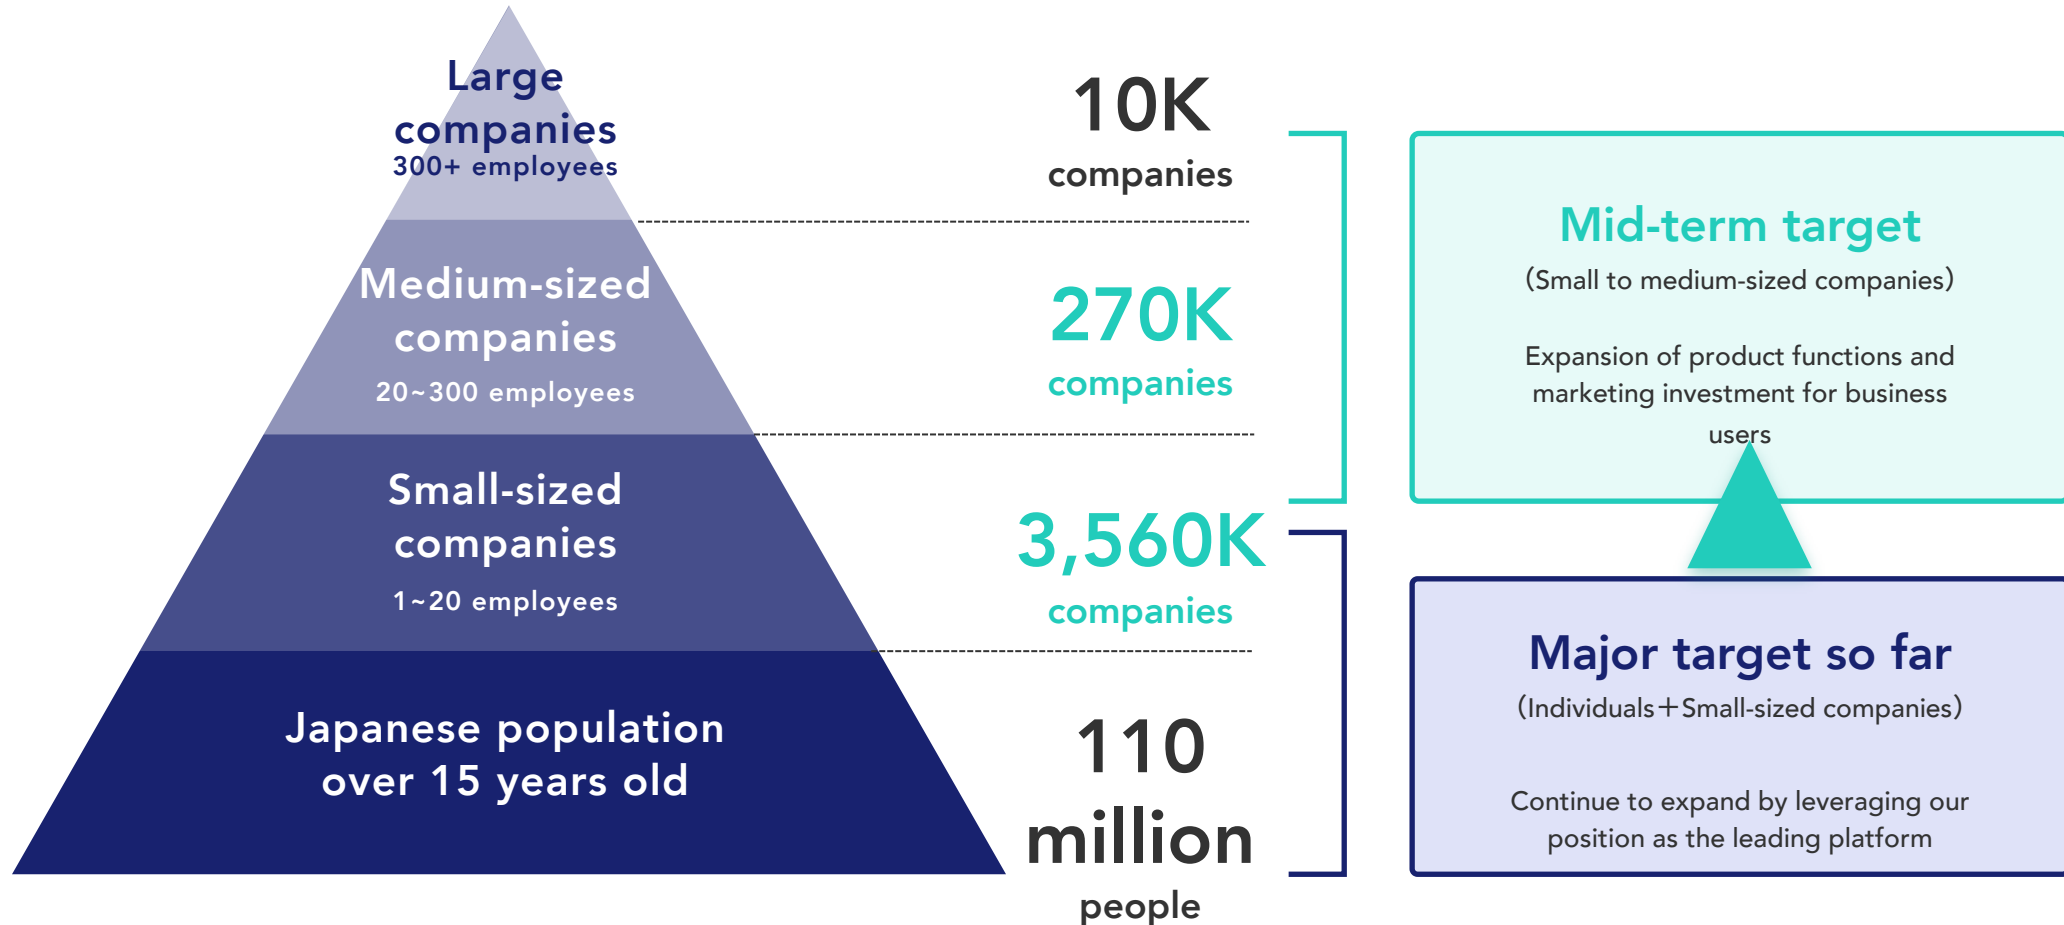 Large
companies
300+ employees
10K
companies
Medium-sized
companies
20~300 employees
270K
companies
Small-sized
companies
1~20 employees
3,560K
companies
Japanese population
over 15 years old
110
million
people
Mid-term target
(Small to medium-sized companies)
Expansion of product functions and
marketing investment for business
users
Major target so far
(Individuals+Small-sized companies)
Continue to expand by leveraging our
position as the leading platform